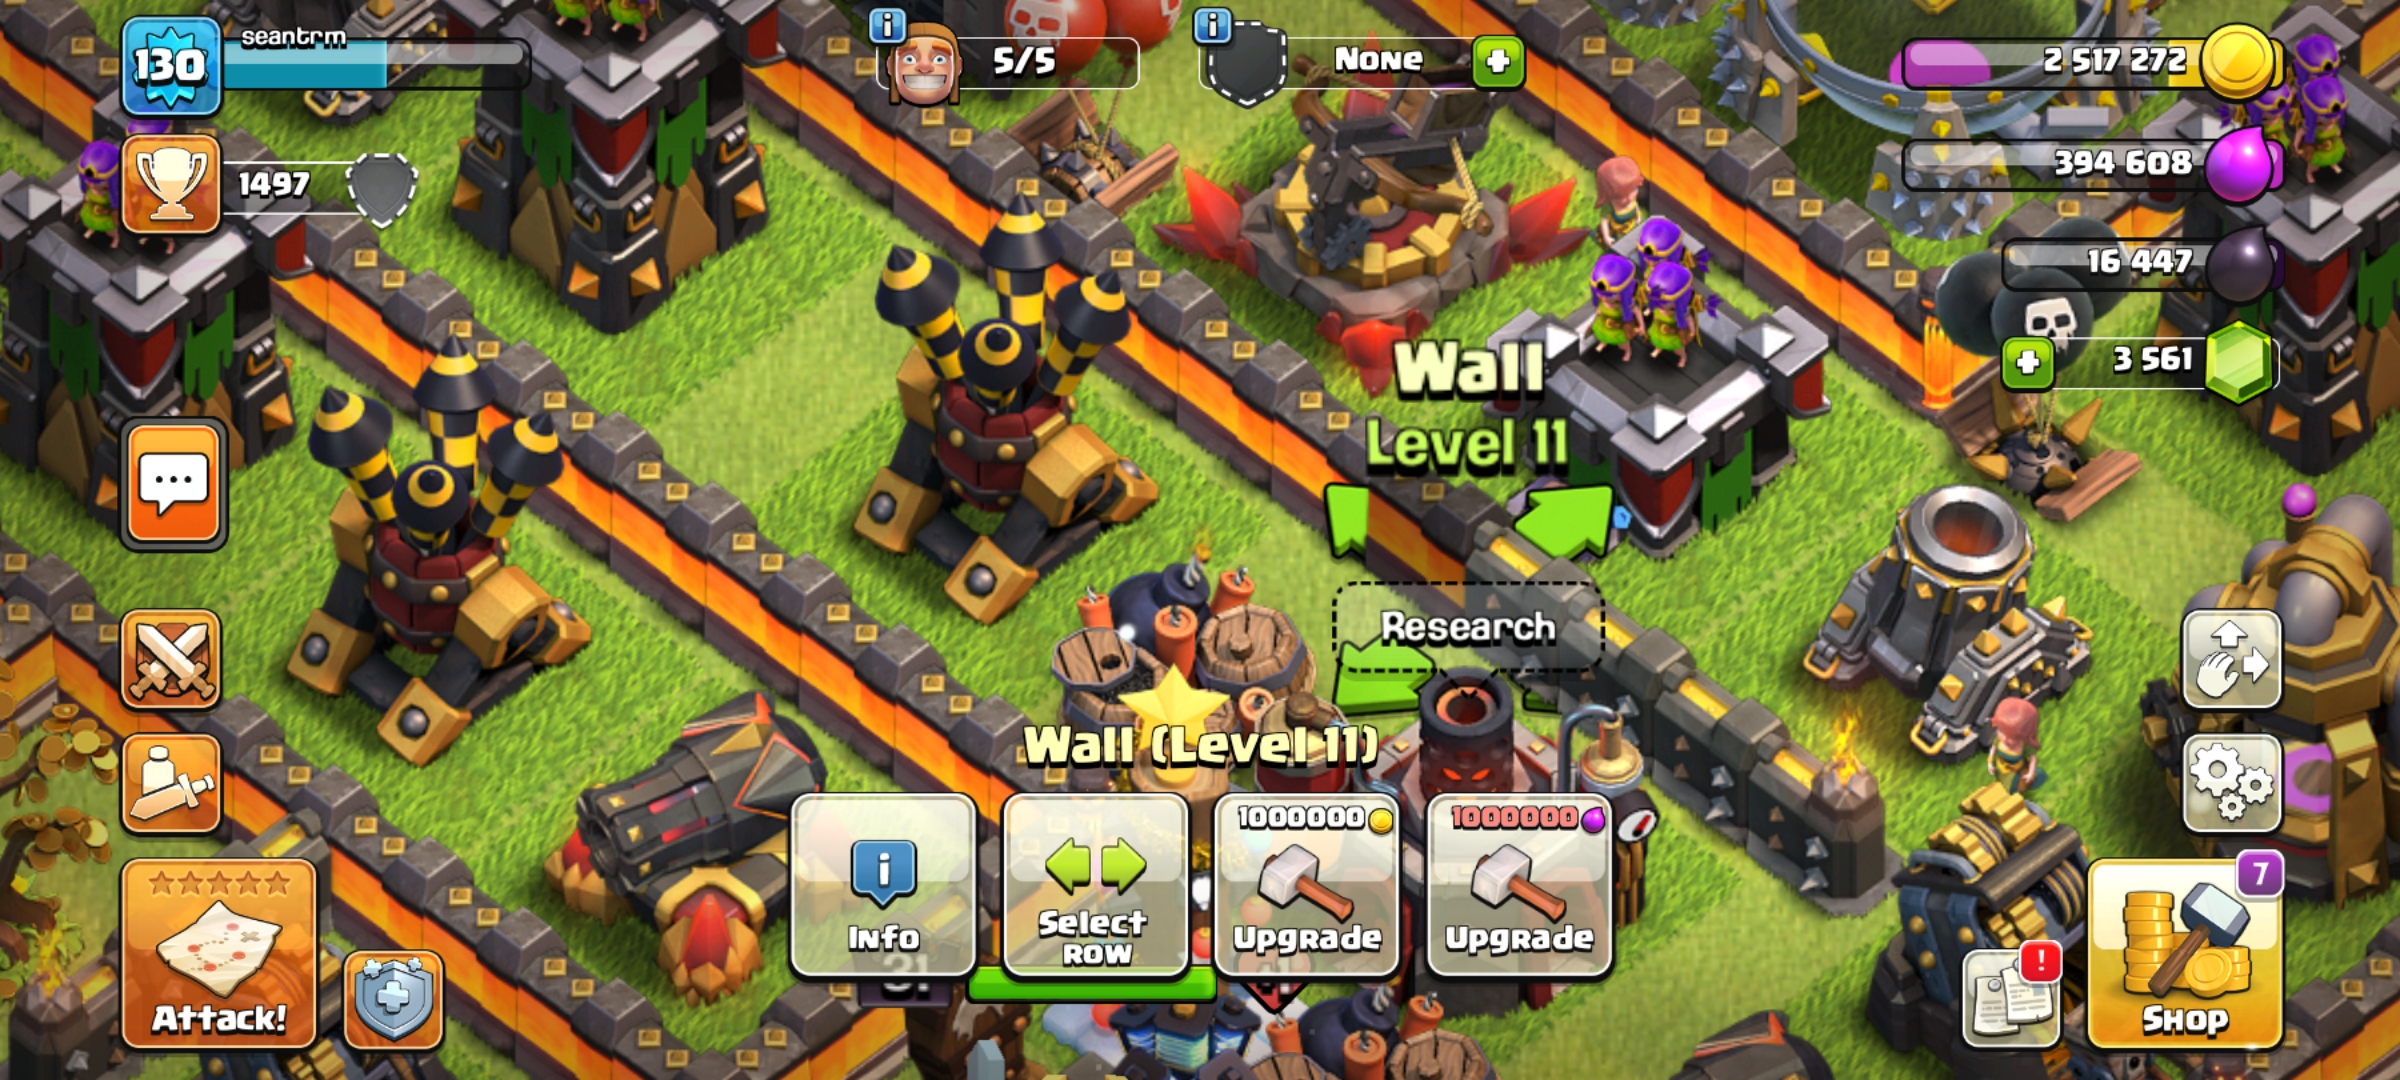 130
seantrm
5/5
None
2 517 272
1497
394 608
16 447
3 561
Wall
Level 11
Research
Wall (Level 11)
1000000
1000000
Info
Select
Row
Upgrade
Upgrade
Attack!
7
!
Shop